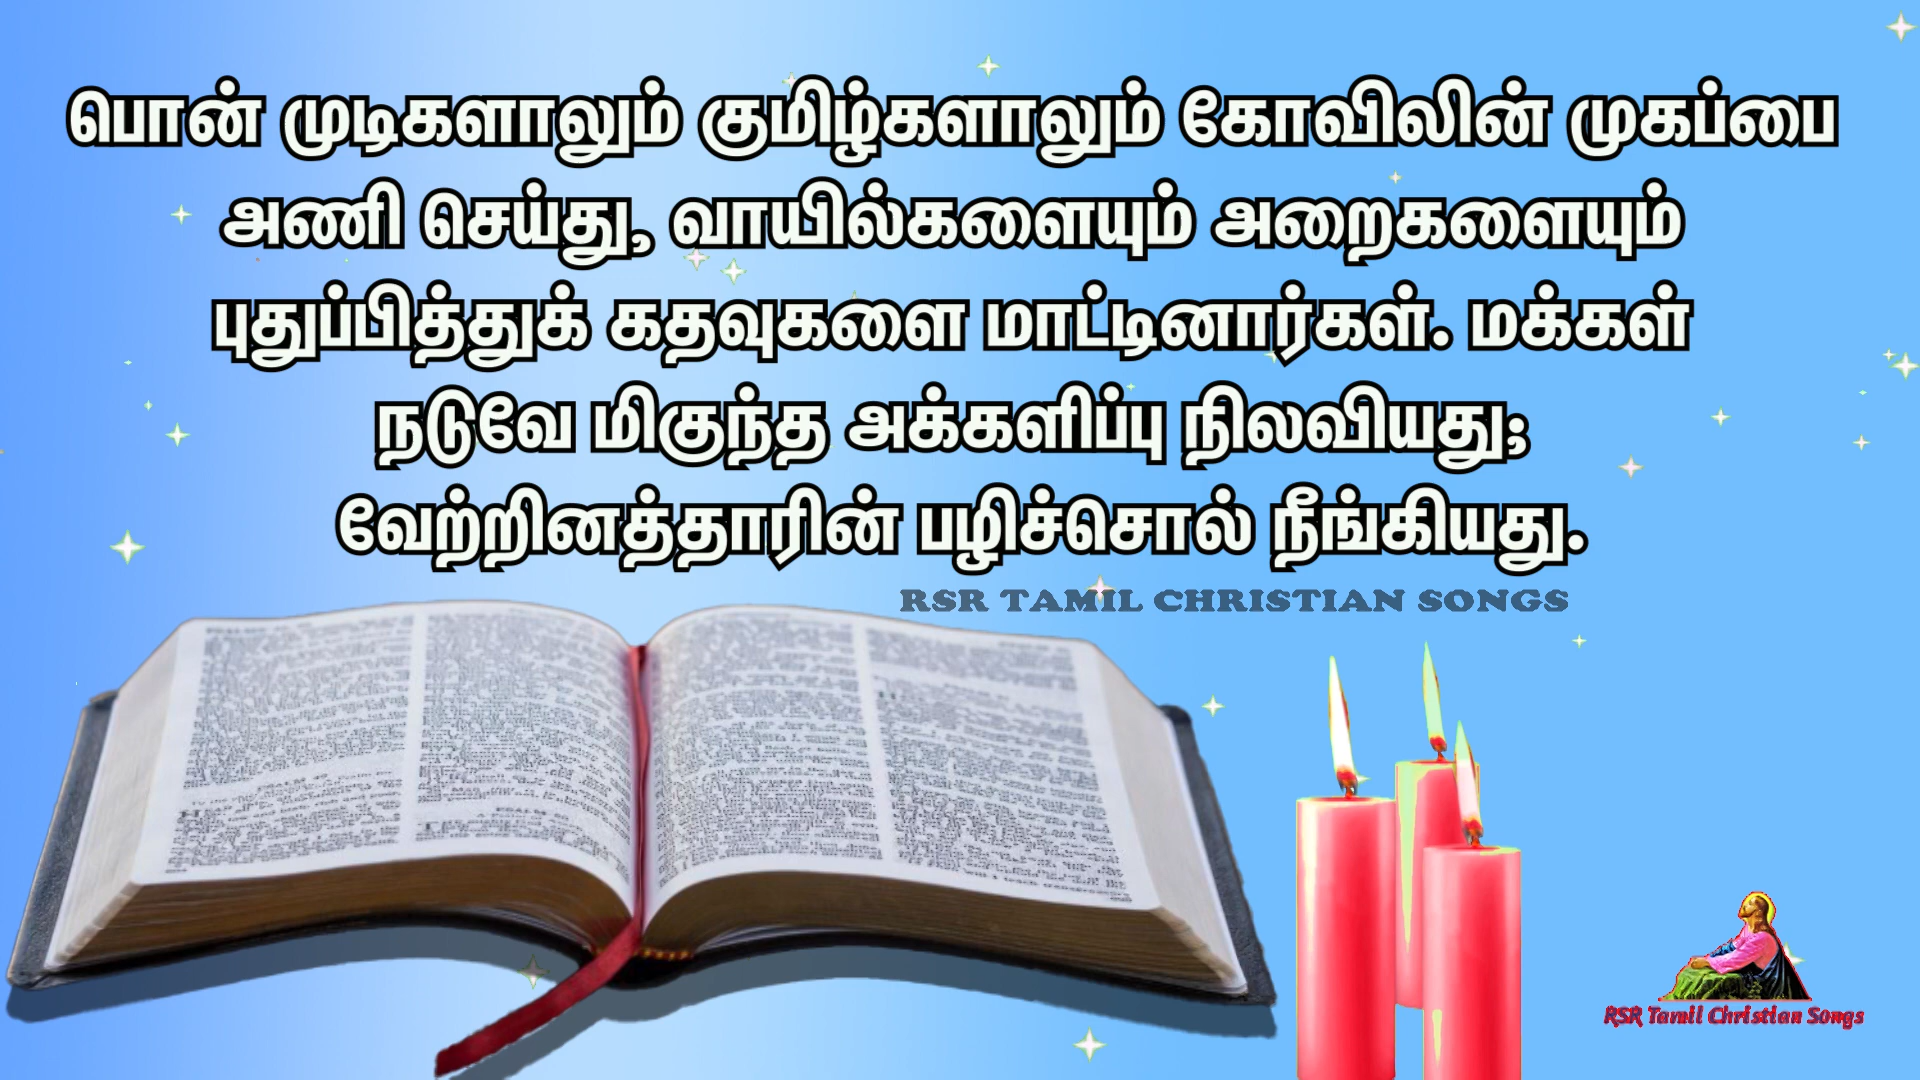 பொன் முடிகளாலும் குமிழ்களாலும் கோவிலின் முகப்பை
அணி செய்து, வாயில்களையும் அறைகளையும்
புதுப்பித்துக் கதவுகளை மாட்டினார்கள். மக்கள்
நடுவே மிகுந்த அக்களிப்பு நிலவியது;
வேற்றினத்தாரின் பழிச்சொல் நீங்கியது.
RSR TAMIL CHRISTIAN SONGS
RSR Tamil Christian Songs